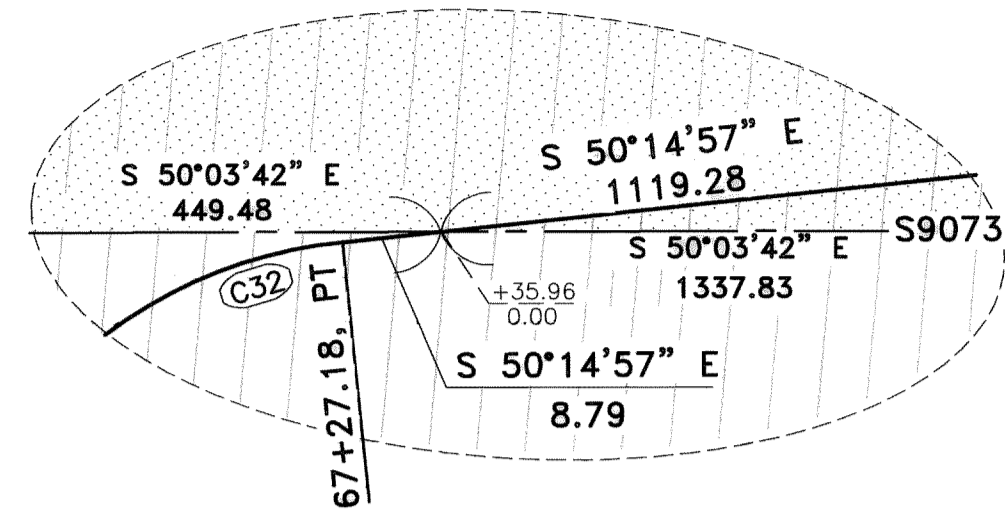 S 50°03'42" E
449.48
S 50°14'57" E
1119.28
S9073
S 50°03'42" E
1337.83
C32
+35.96
0.00
67+27.18, PT
S 50°14'57" E
8.79